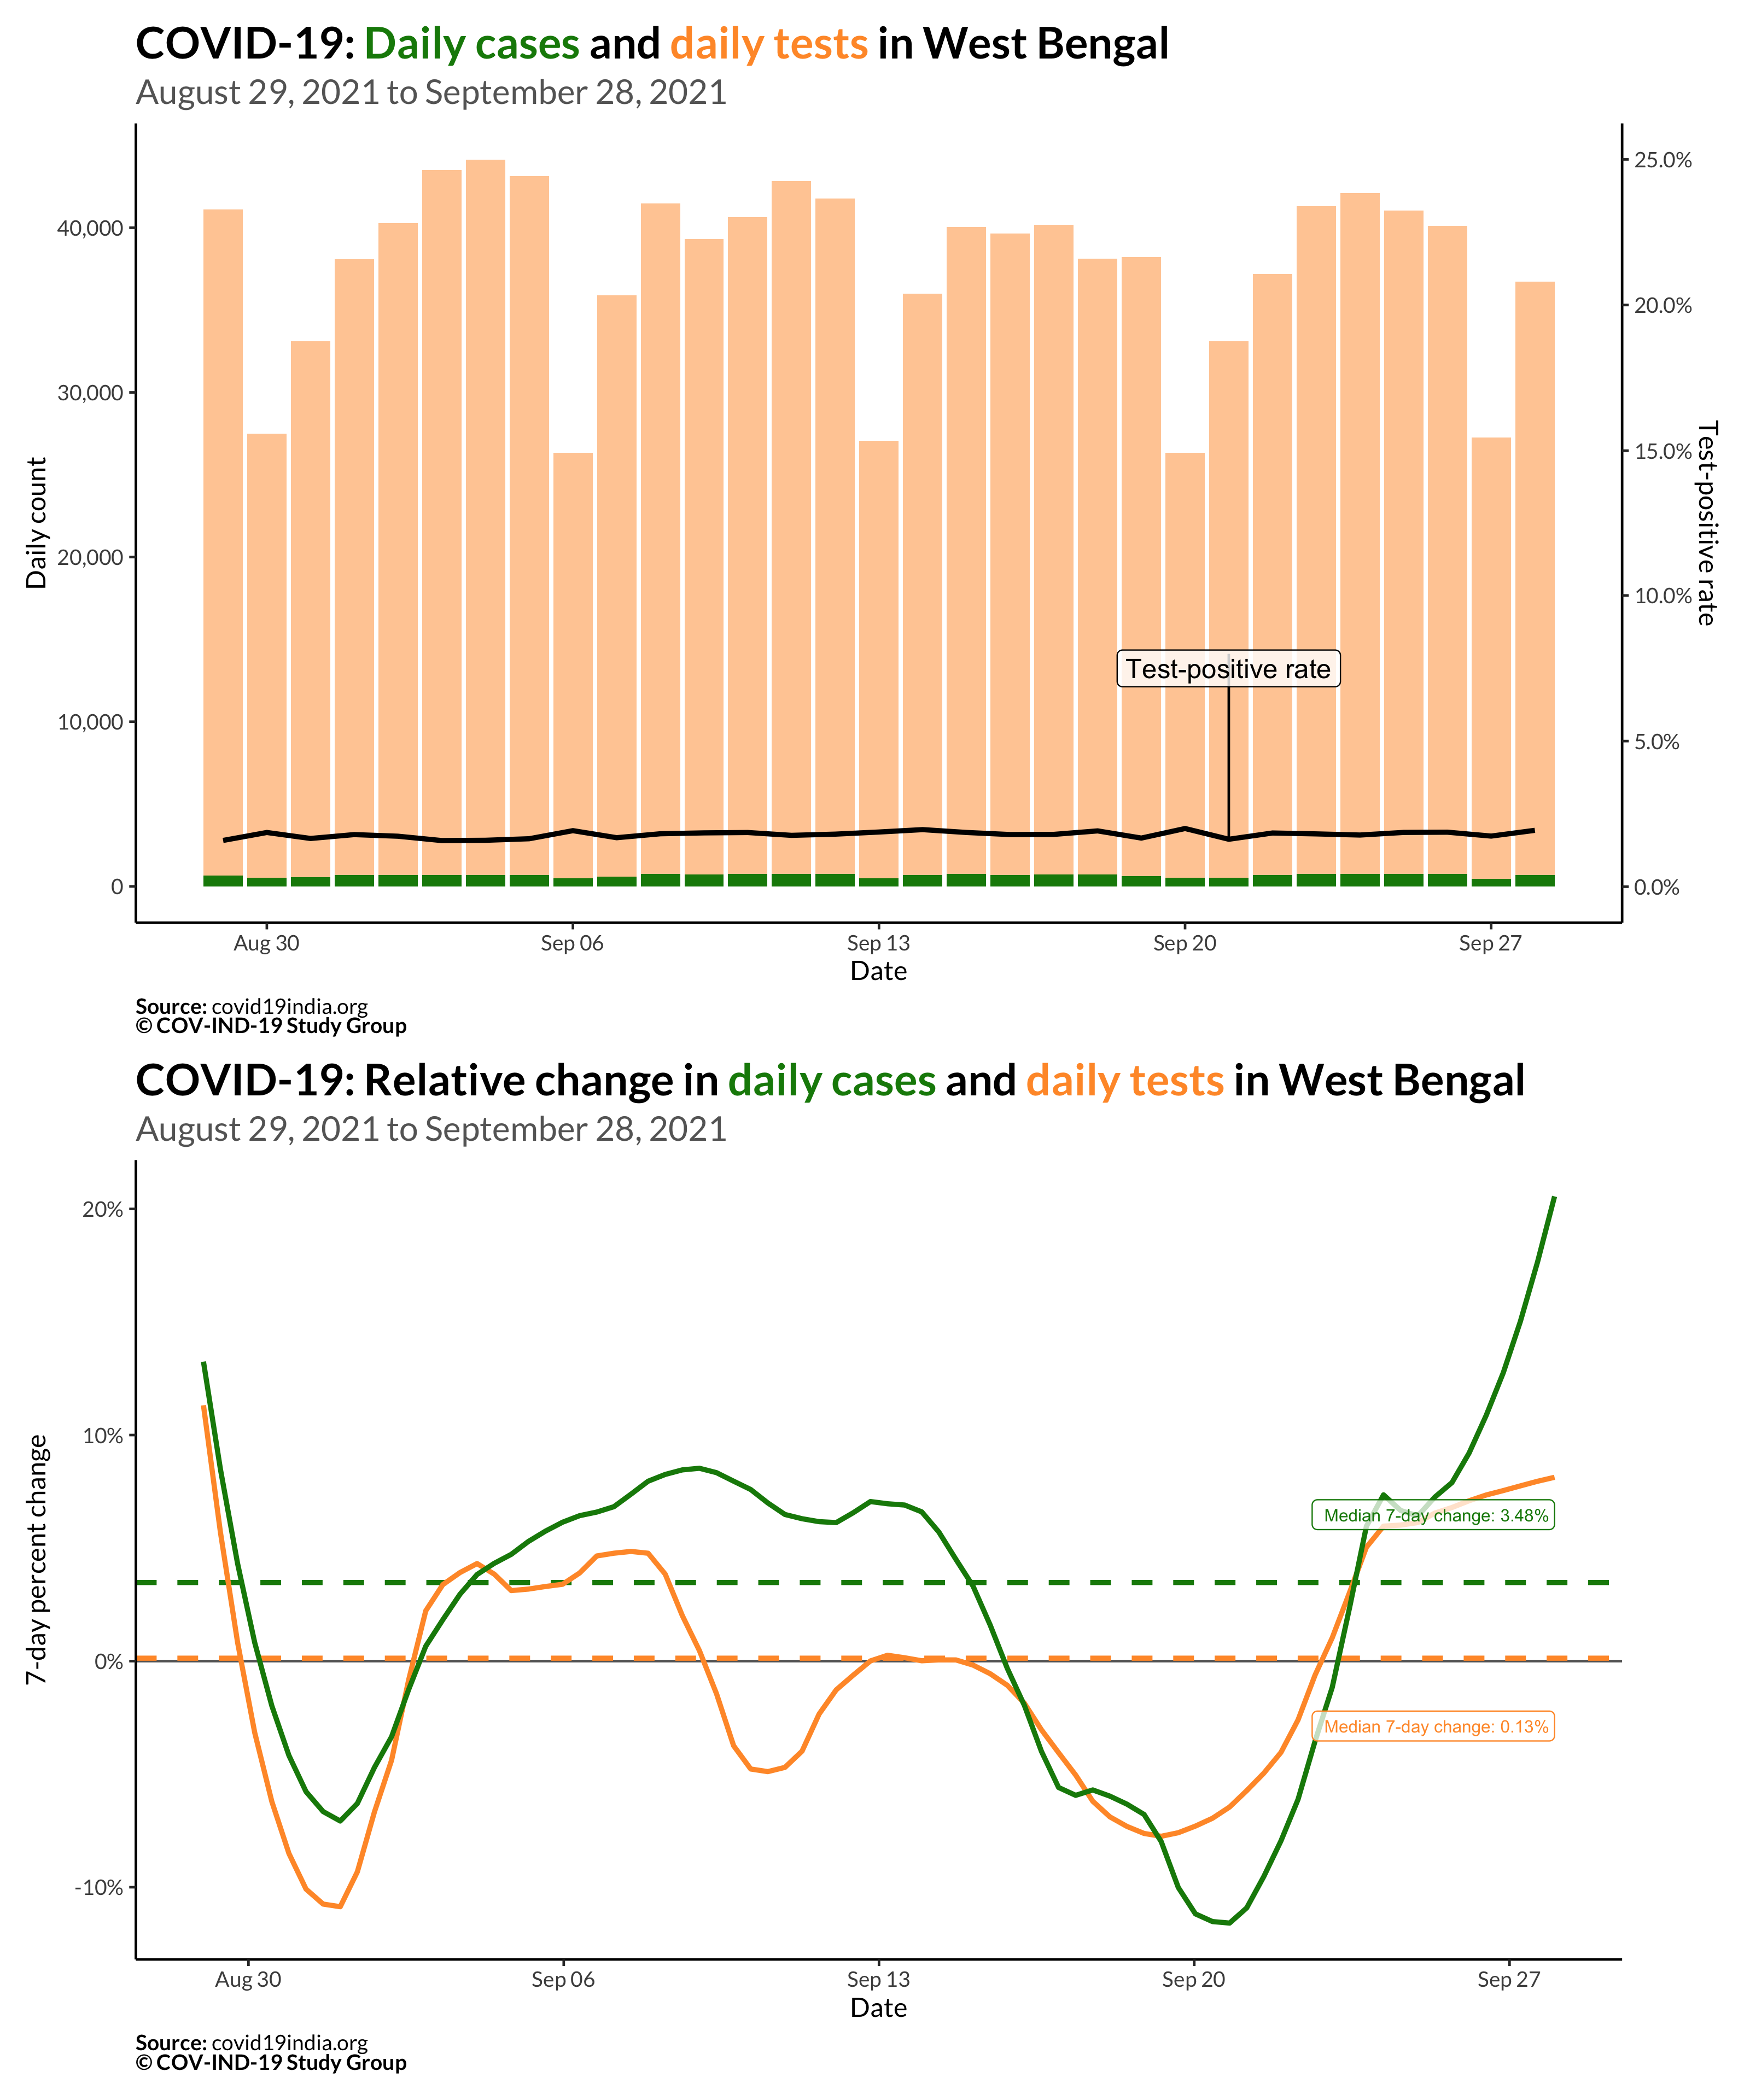 COVID-19: Daily cases and daily tests in West Bengal
August 29, 2021 to September 28, 2021
Daily count
40,000
30,000
20,000
10,000
0
25.0%
20.0%
15.0%
10.0%
5.0%
0.0%
Test-positive rate
Test-positive rate
Aug 30
Sep 06
Sep 13
Sep 20
Sep 27
Date
Source: covid19india.org
© COV-IND-19 Study Group
COVID-19: Relative change in daily cases and daily tests in West Bengal
August 29, 2021 to September 28, 2021
7-day percent change
20%
10%
0%
-10%
Median 7-day change: 3.48%
Median 7-day change: 0.13%
Aug 30
Sep 06
Sep 13
Sep 20
Sep 27
Date
Source: covid19india.org
© COV-IND-19 Study Group